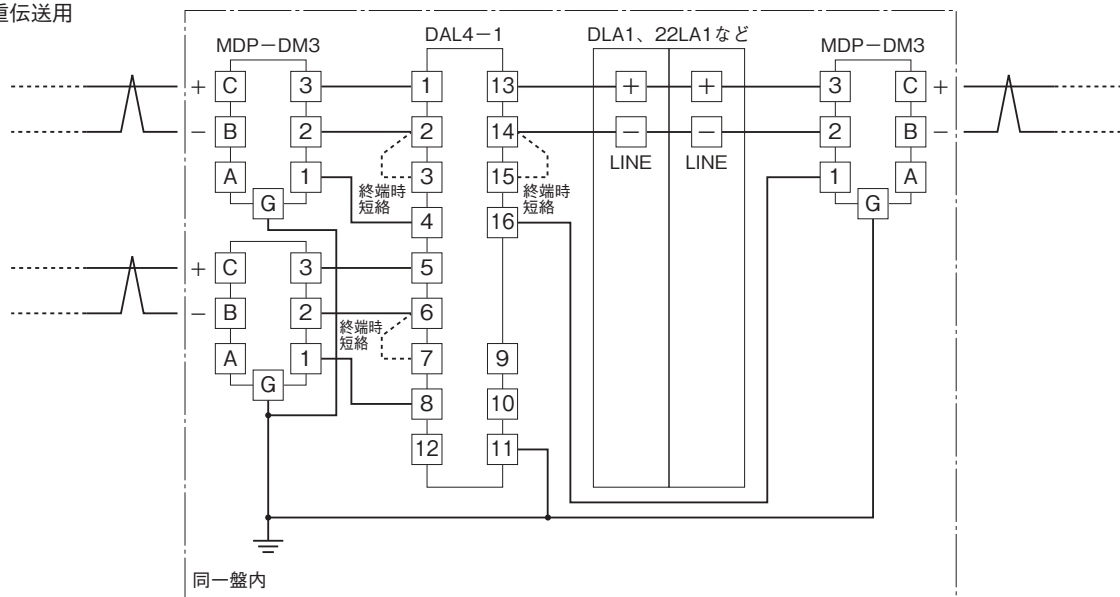 重伝送用
MDP−DM3
DAL4−1
DLA1、22LA1など
MDP−DM3
+ C 3 1 13 + + 3 C +
− B 2 2 14 − − 2 B −
LINE LINE
A 1 3 15 1 A
終端時
短絡
終端時
短絡
G 4 16 G
+ C 3 5
− B 2 6
終端時
短絡
A 1 7 9
G 8 10
12 11
同一盤内